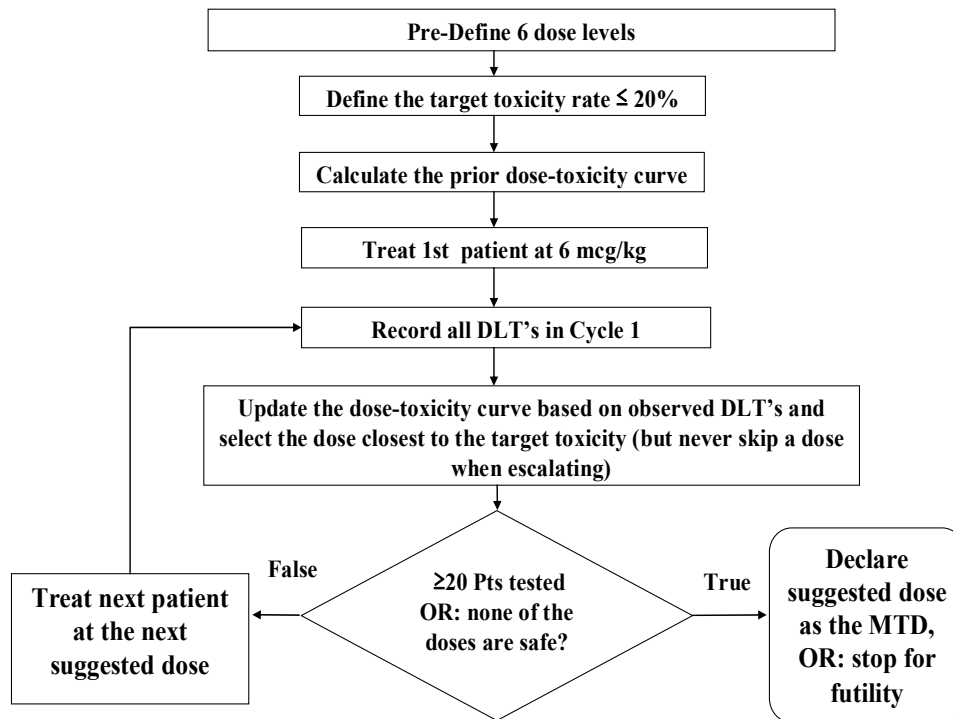 Pre-Define 6 dose levels
Define the target toxicity rate ≤ 20%
Calculate the prior dose-toxicity curve
Treat 1st patient at 6 mcg/kg
Record all DLT's in Cycle 1
Update the dose-toxicity curve based on observed DLT's and
select the dose closest to the target toxicity (but never skip a dose
when escalating)
False
≥20 Pts tested
OR: none of the
doses are safe?
True
Treat next patient
at the next
suggested dose
Declare
suggested dose
as the MTD,
OR: stop for
futility